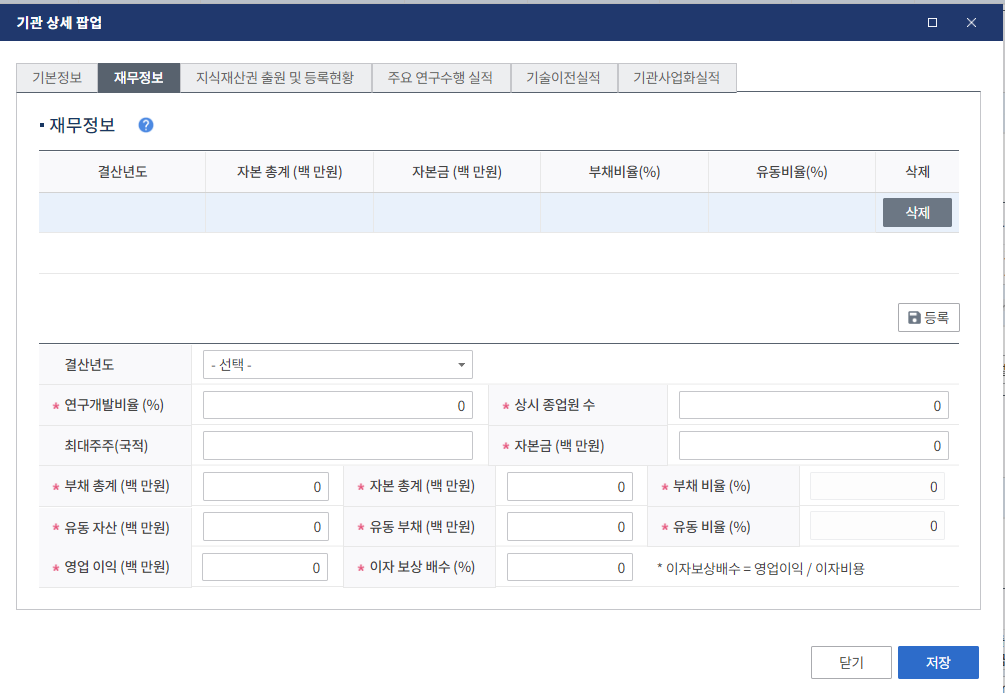 기관 상세 팝업
기본정보 재무정보 지식재산권 출원 및 등록현황 주요 연구수행 실적 기술이전실적 기관사업화실적
재무정보 ?
결산년도 자본 총계 (백 만원) 자본금 (백 만원) 부채비율(%) 유동비율(%) 삭제
삭제
등록
결산년도 - 선택 -
* 연구개발비율 (%) 0 * 상시 종업원 수 0
최대주주(국적) * 자본금 (백 만원) 0
* 부채 총계 (백 만원) 0 * 자본 총계 (백 만원) 0 * 부채 비율 (%) 0
* 유동 자산 (백 만원) 0 * 유동 부채 (백 만원) 0 * 유동 비율 (%) 0
* 영업 이익 (백 만원) 0 * 이자 보상 배수 (%) 0 * 이자보상배수 = 영업이익 / 이자비용
닫기 저장